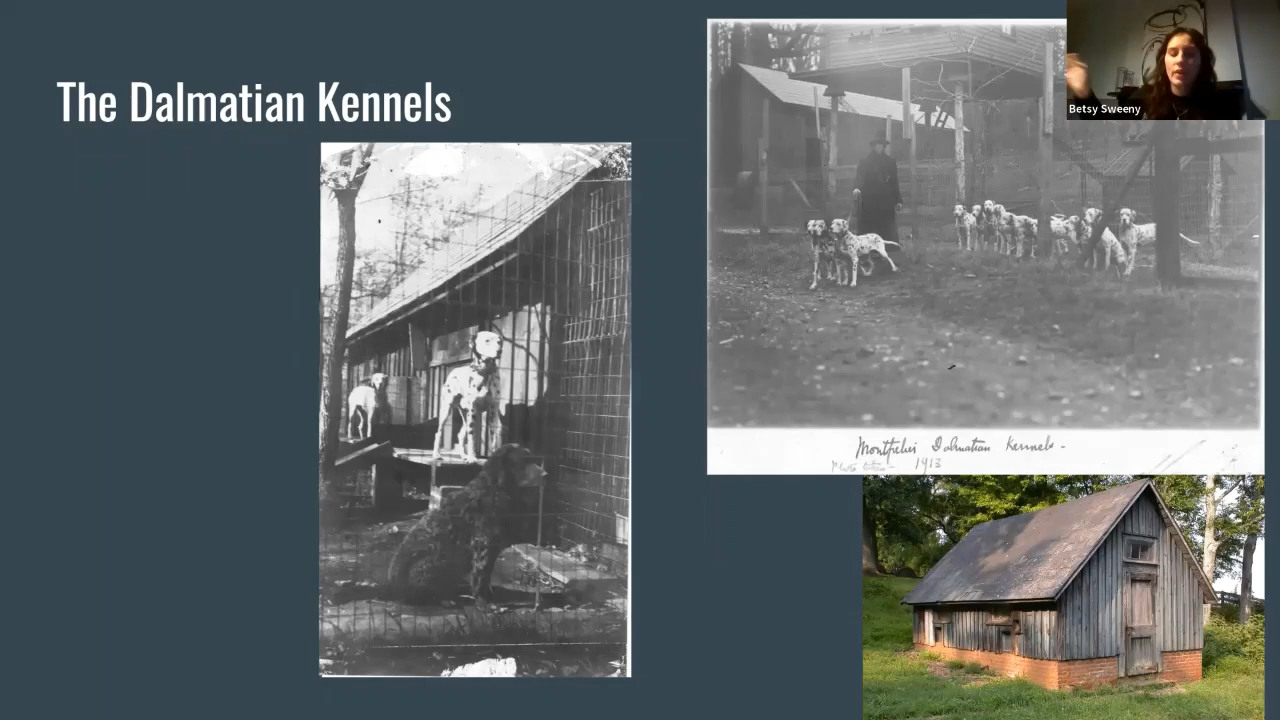 The Dalmatian Kennels
Betsy Sweeny
Montpelier Dalmatian Kennels -
1913